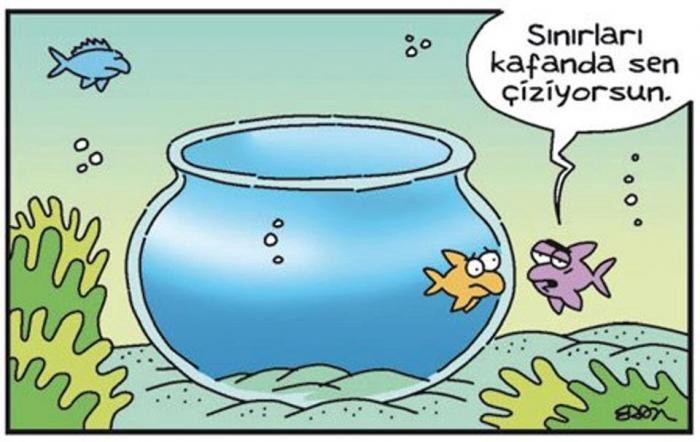 Sınırları
kafanda sen
çiziyorsun.